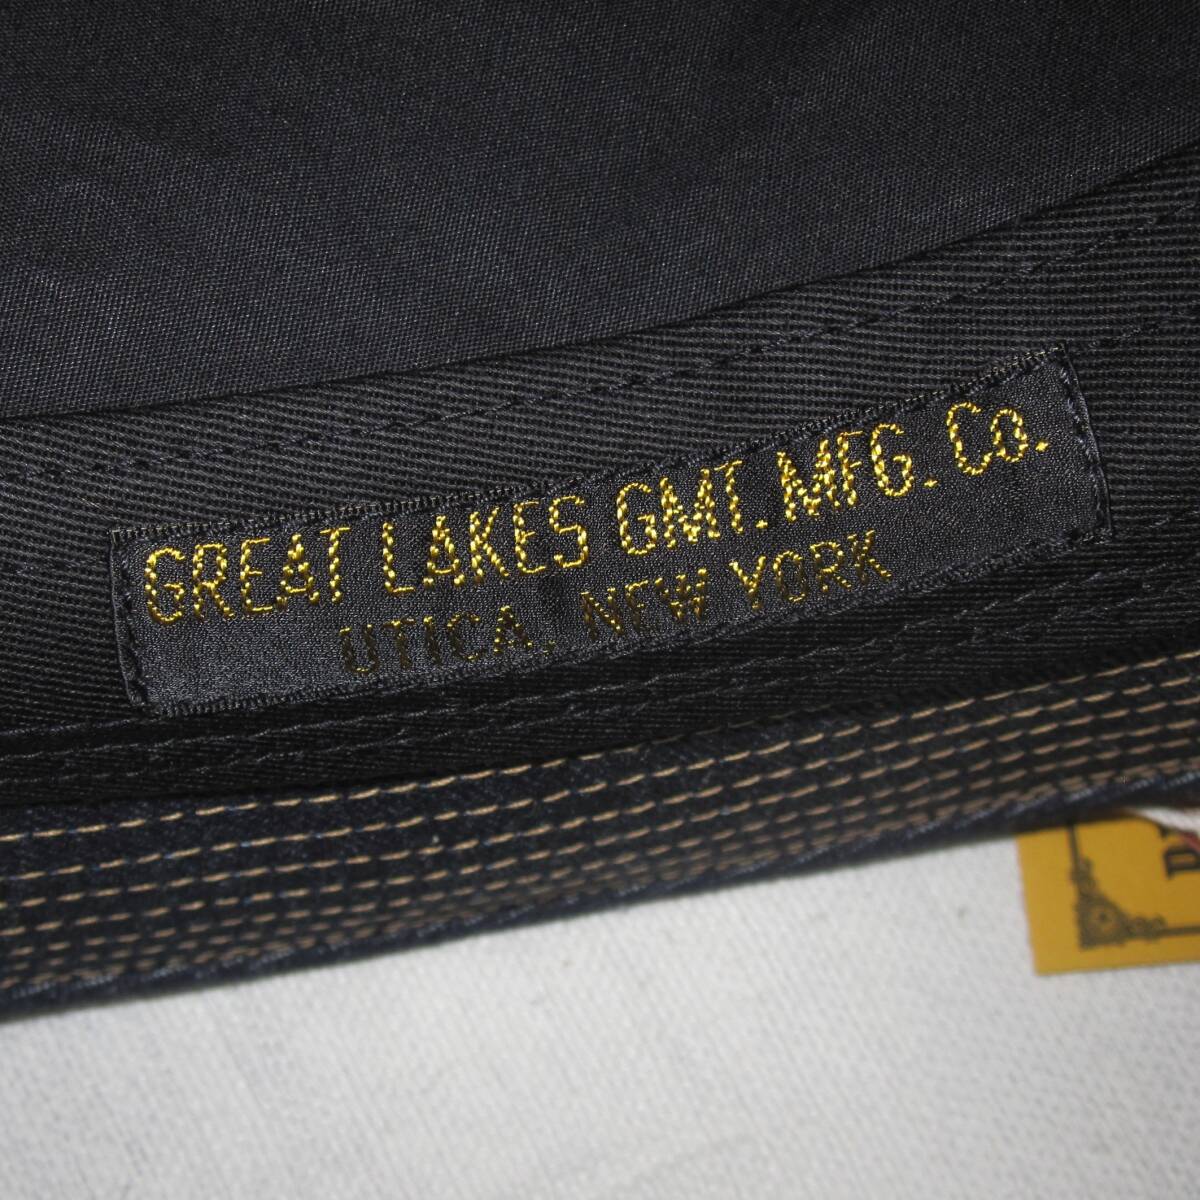 GREAT LAKES GMT. MFG. Co.
UTICA, NEW YORK